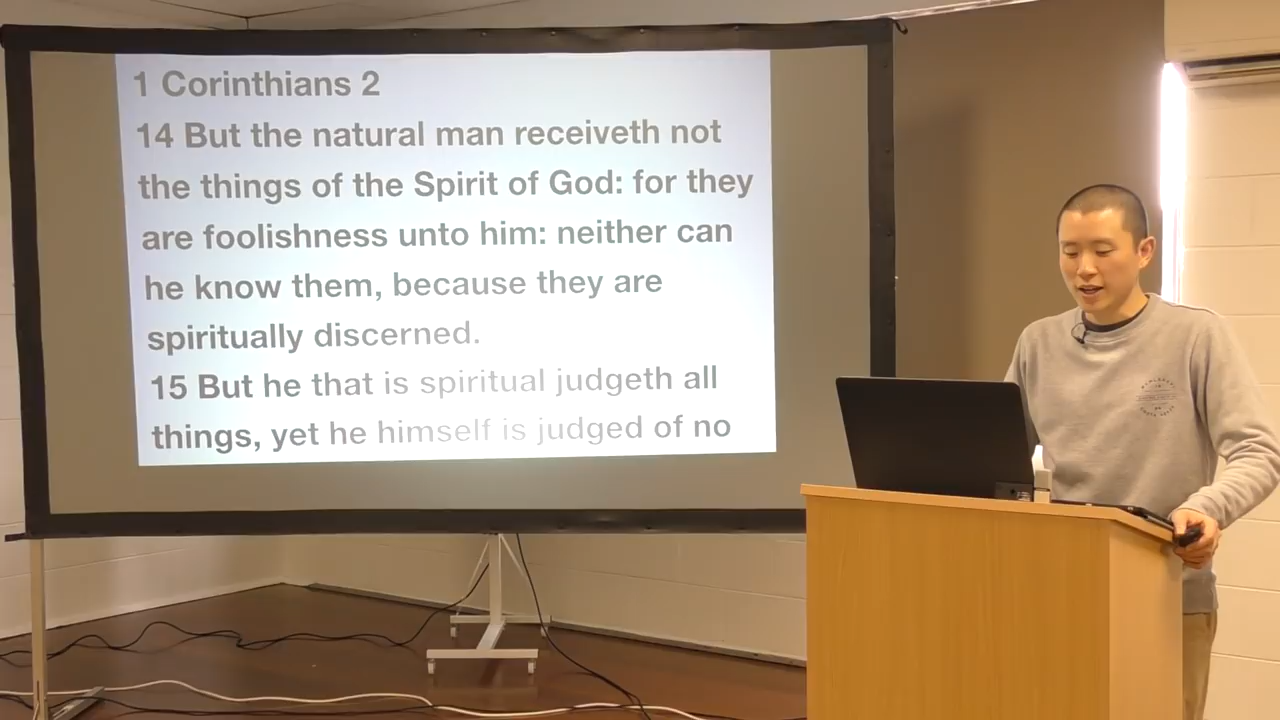 1 Corinthians 2
14 But the natural man receiveth not
the things of the Spirit of God: for they
are foolishness unto him: neither can
he know them, because they are
spiritually discerned.
15 But he that is spiritual judgeth all
things, yet he himself is judged of no